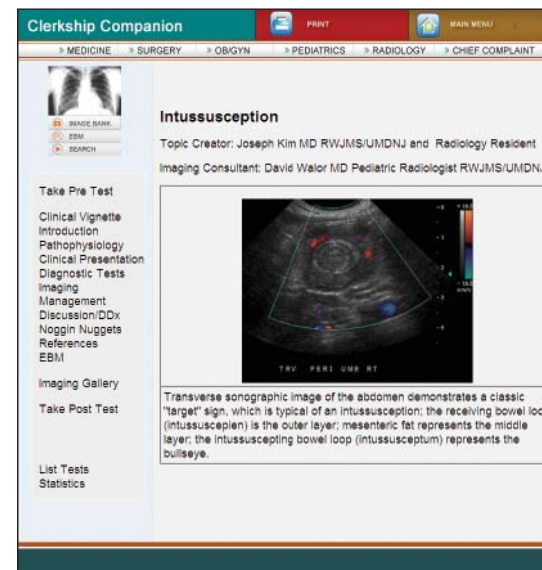 Clerkship Companion
PRINT
MAIN MENU
» MEDICINE » SURGERY » OB/GYN » PEDIATRICS » RADIOLOGY » CHIEF COMPLAINT
IMAGE BANK
EBM
SEARCH
Intussusception
Topic Creator: Joseph Kim MD RWJMS/UMDNJ and Radiology Resident
Imaging Consultant: David Walor MD Pediatric Radiologist RWJMS/UMDNJ
Take Pre Test
Clinical Vignette
Introduction
Pathophysiology
Clinical Presentation
Diagnostic Tests
Imaging
Management
Discussion/DDx
Noggin Nuggets
References
EBM
Imaging Gallery
Take Post Test
List Tests
Statistics
TRV PERI UMB RT
Transverse sonographic image of the abdomen demonstrates a classic
"target" sign, which is typical of an intussusception; the receiving bowel loo
(intussuscepien) is the outer layer; mesenteric fat represents the middle
layer; the intussuscepting bowel loop (intussusceptum) represents the
bullseye.